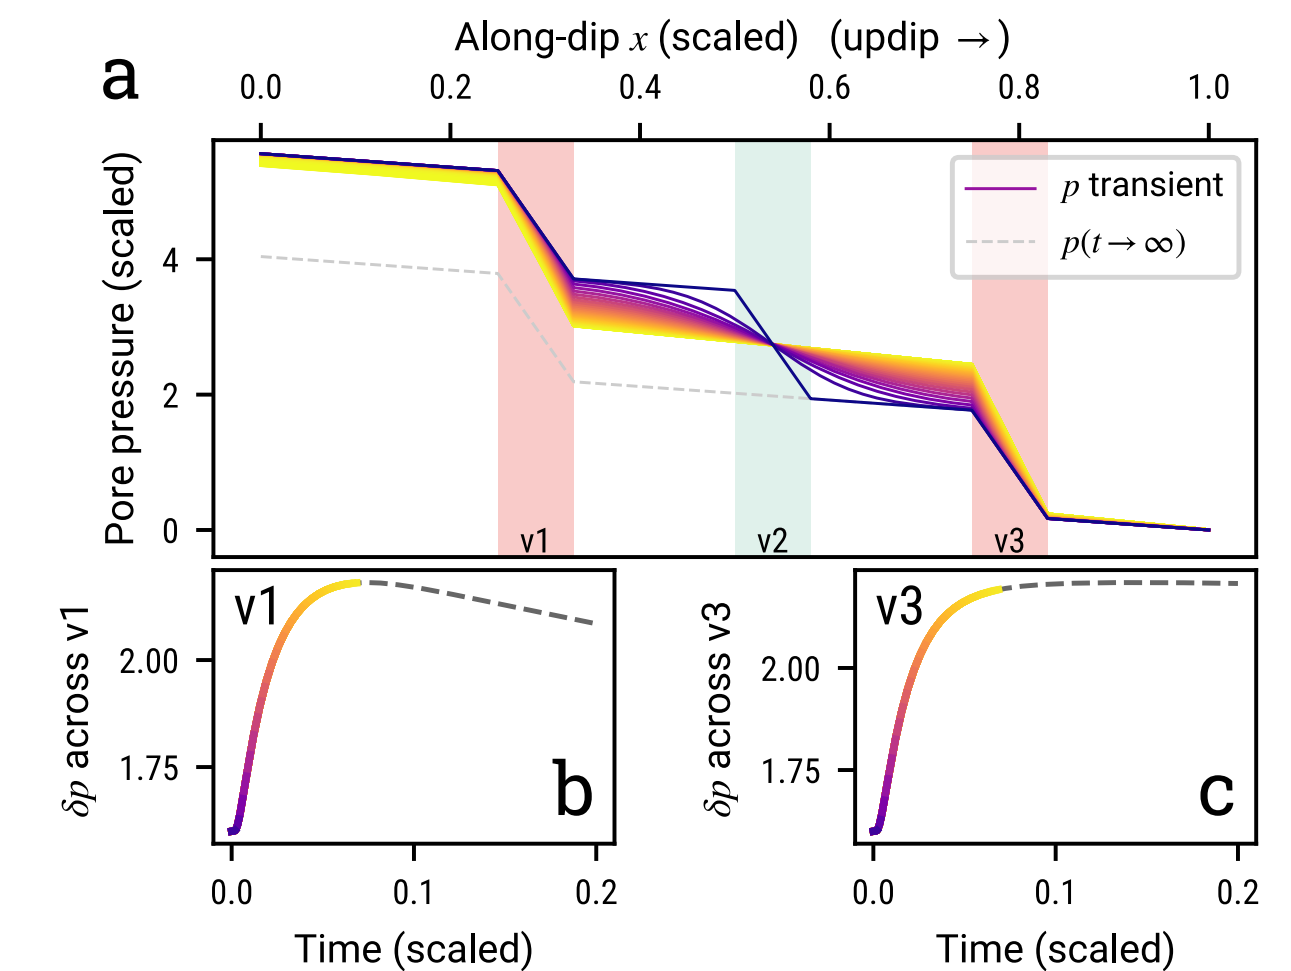 Along-dip x (scaled) (updip →)
a
0.0 0.2 0.4 0.6 0.8 1.0
Pore pressure (scaled)
4
2
0
p transient
p(t → ∞)
v1 v2 v3
δp across v1
2.00
1.75
v1
b
0.0 0.1 0.2
Time (scaled)
δp across v3
2.00
1.75
v3
c
0.0 0.1 0.2
Time (scaled)